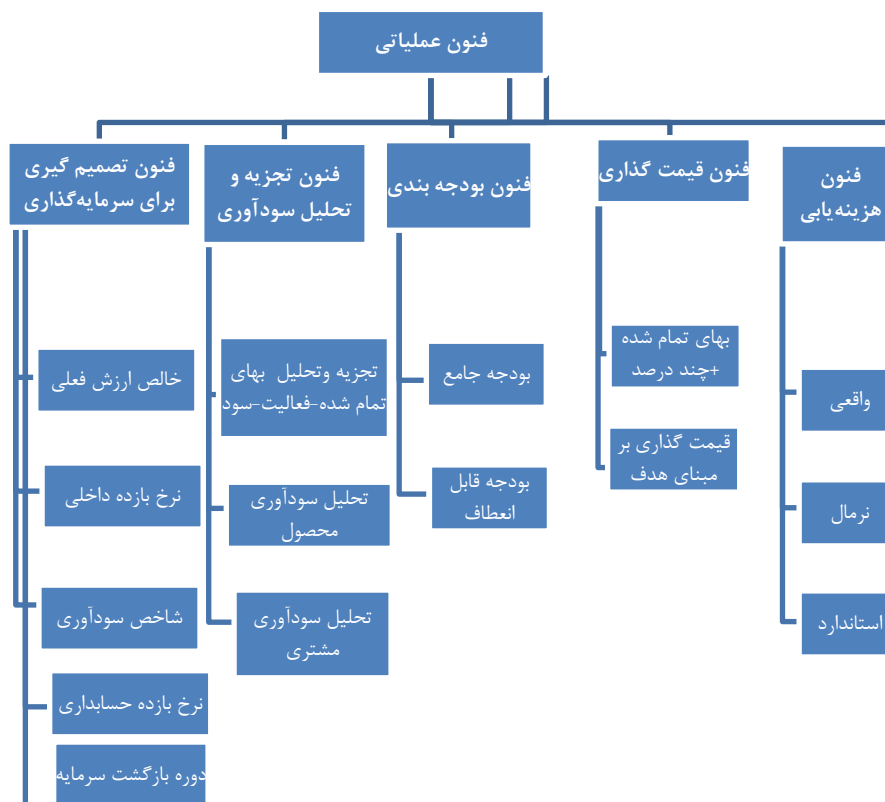 فنون عملیاتی
فنون
هزینه‌یابی
واقعی
نرمال
استاندارد
فنون قیمت گذاری
بهای تمام شده
+چند درصد
قیمت گذاری بر
مبنای هدف
فنون بودجه بندی
بودجه جامع
بودجه قابل
انعطاف
فنون تجزیه و
تحلیل سودآوری
تجزیه وتحلیل بهای
تمام شده-فعالیت-سود
تحلیل سودآوری
محصول
تحلیل سودآوری
مشتری
فنون تصمیم گیری
برای سرمایه‌گذاری
خالص ارزش فعلی
نرخ بازده داخلی
شاخص سودآوری
نرخ بازده حسابداری
دوره بازگشت سرمایه